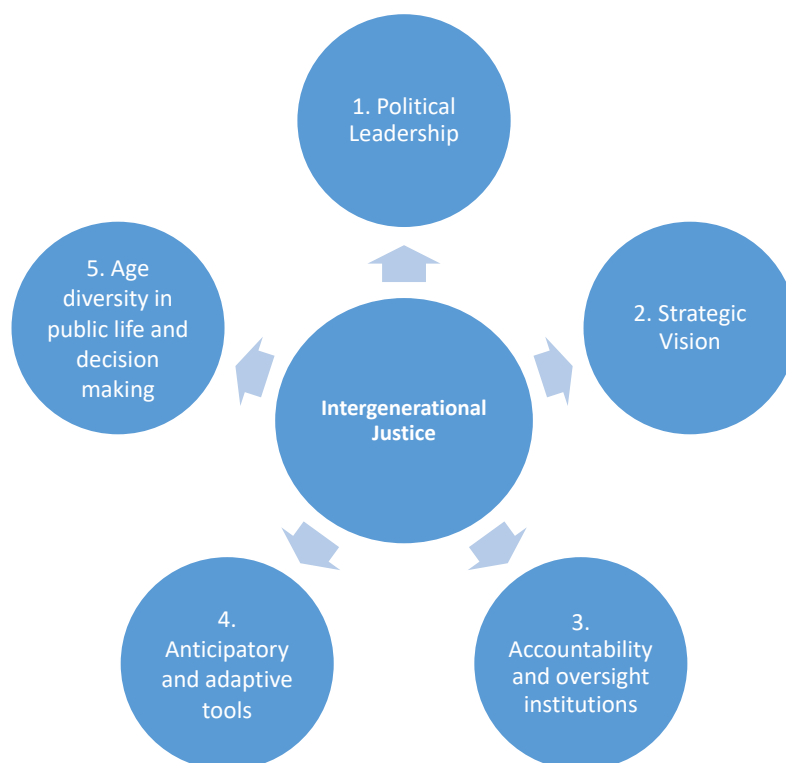 1. Political
Leadership
2. Strategic
Vision
3.
Accountability
and oversight
institutions
4.
Anticipatory
and adaptive
tools
5. Age
diversity in
public life and
decision
making
Intergenerational
Justice